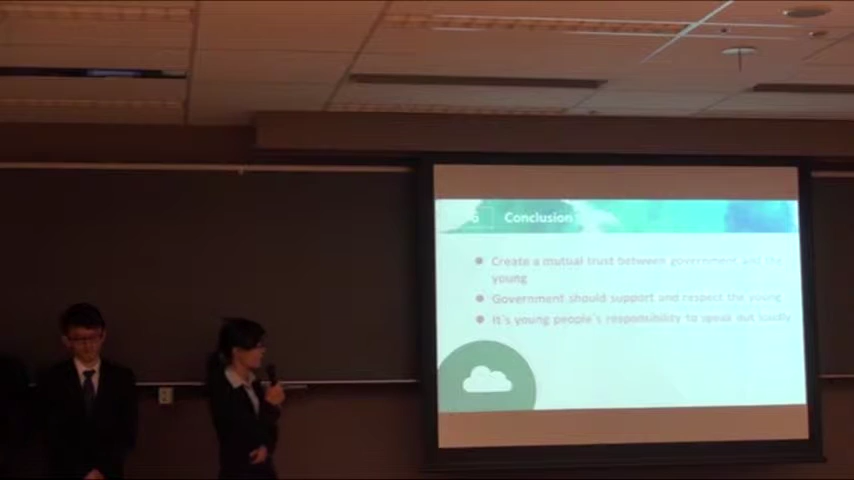 6 Conclusion
Create a mutual trust between government and the
young
Government should support and respect the young
It's young people's responsibility to speak out